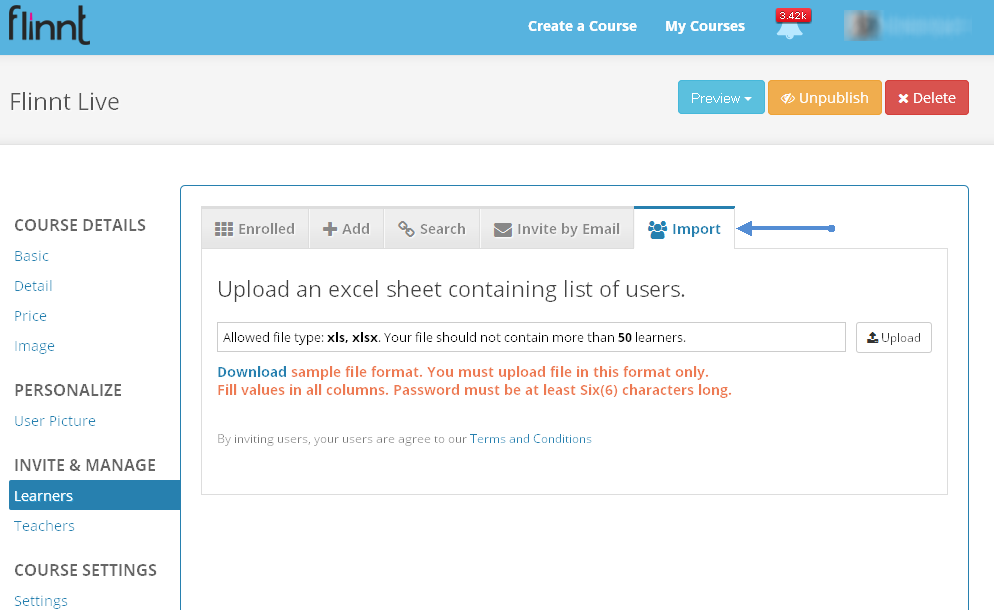 flinnt
Create a Course
My Courses
3.42k
Flinnt Live
Preview
Unpublish
Delete
COURSE DETAILS
Basic
Detail
Price
Image
PERSONALIZE
User Picture
INVITE & MANAGE
Learners
Teachers
COURSE SETTINGS
Settings
Enrolled
Add
Search
Invite by Email
Import
Upload an excel sheet containing list of users.
Allowed file type: xls, xlsx. Your file should not contain more than 50 learners.
Upload
Download sample file format. You must upload file in this format only.
Fill values in all columns. Password must be at least Six(6) characters long.
By inviting users, your users are agree to our Terms and Conditions